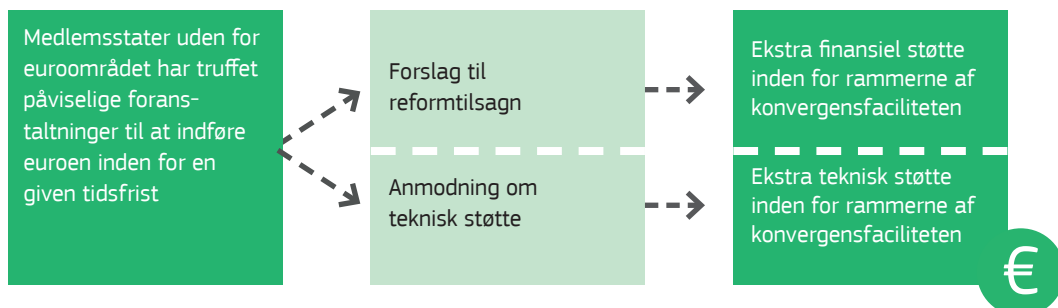 Medlemsstater uden for
euroområdet har truffet
påviselige forans-
taltninger til at indføre
euroen inden for en
given tidsfrist
Forslag til
reformtilsagn
Anmodning om
teknisk støtte
Ekstra finansiel støtte
inden for rammerne af
konvergensfaciliteten
Ekstra teknisk støtte
inden for rammerne af
konvergensfaciliteten
€